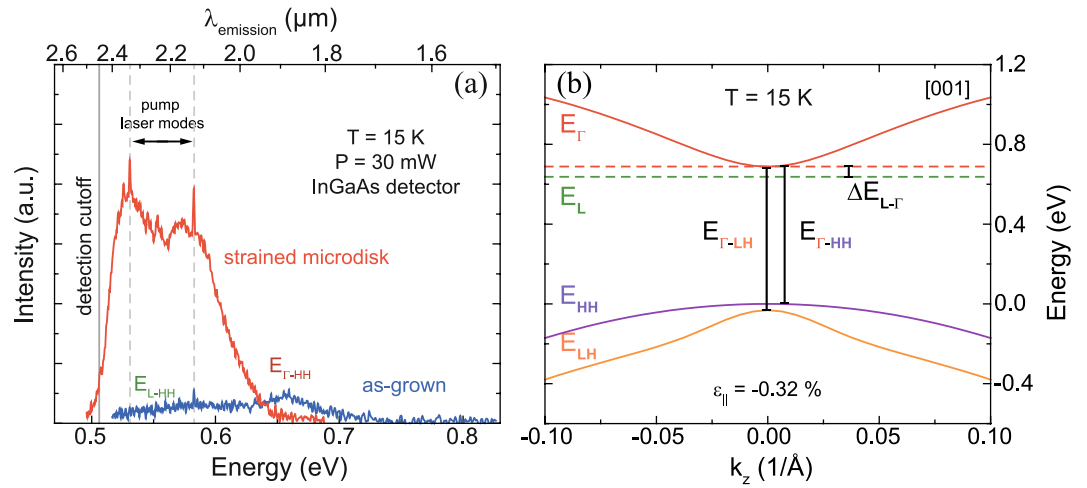 λemission (μm)
2.6 2.4 2.2 2.0 1.8 1.6
(a)
pump
laser modes
T = 15 K
P = 30 mW
InGaAs detector
detection cutoff
strained microdisk
EL-HH
EΓ-HH
as-grown
Intensity (a.u.)
0.5 0.6 0.7 0.8
Energy (eV)
(b)
T = 15 K
[001]
EΓ
EL
ΔEL-Γ
EΓ-LH
EΓ-HH
EHH
ELH
ε|| = -0.32 %
1.2
0.8
0.4
0.0
-0.4
Energy (eV)
-0.10 -0.05 0.00 0.05 0.10
kz (1/Å)